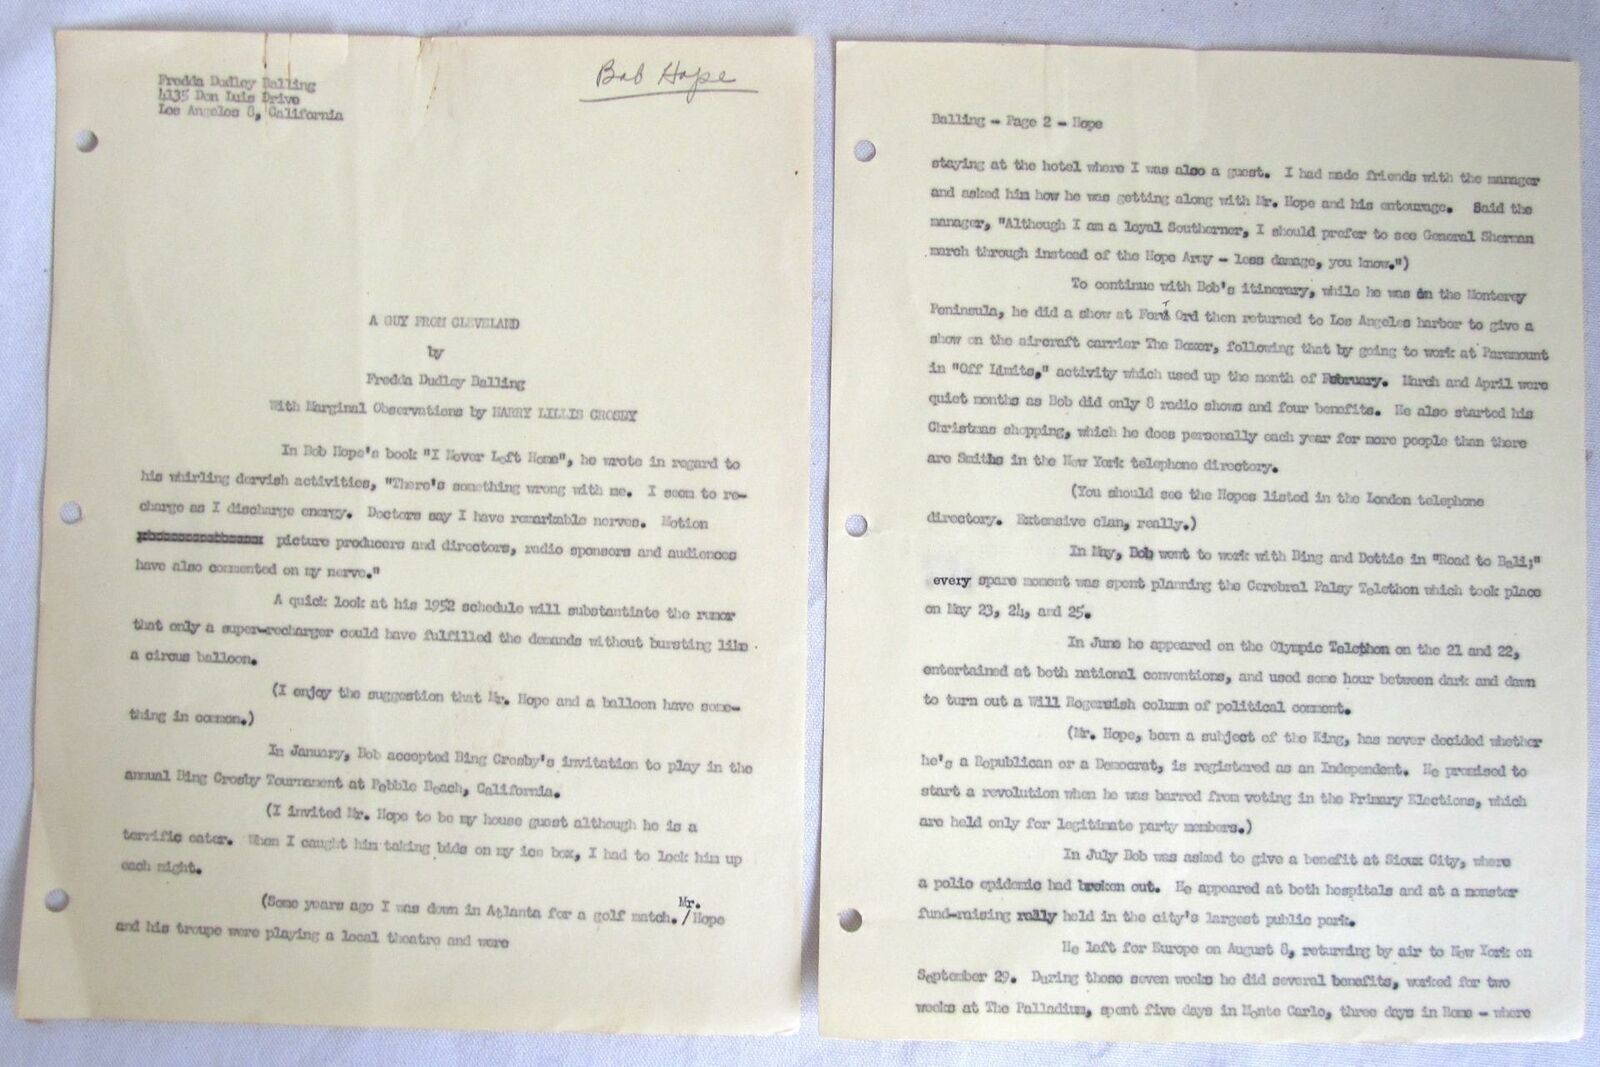 Fredda Dudley Balling
4135 Don Luis Drive
Los Angeles 8, California
Bob Hope
A GUY FROM CLEVELAND
by
Fredda Dudley Balling
With Marginal Observations by HARRY LILLIS CROSBY
In Bob Hope's book "I Never Left Home", he wrote in regard to
his whirling dervish activities, "There's something wrong with me. I seem to re-
charge as I discharge energy. Doctors say I have remarkable nerves. Motion
picture producers and directors, radio sponsors and audiences
have also commented on my nerve."
A quick look at his 1952 schedule will substantiate the rumor
that only a super-recharger could have fulfilled the demands without bursting like
a circus balloon.
(I enjoy the suggestion that Mr. Hope and a balloon have some-
thing in common.)
In January, Bob accepted Bing Crosby's invitation to play in the
annual Bing Crosby Tournament at Pebble Beach, California.
(I invited Mr. Hope to be my house guest although he is a
terrific eater. When I caught him taking bids on my ice box, I had to lock him up
each night.
(Some years ago I was down in Atlanta for a golf match. Mr. /Hope
and his troupe were playing a local theatre and were
Balling - Page 2 - Hope
staying at the hotel where I was also a guest. I had made friends with the manager
and asked him how he was getting along with Mr. Hope and his entourage. Said the
manager, "Although I am a loyal Southerner, I should prefer to see General Sherman
march through instead of the Hope Army - less damage, you know.")
To continue with Bob's itinerary, while he was on the Monterey
Peninsula, he did a show at Fort Ord then returned to Los Angeles harbor to give a
show on the aircraft carrier The Boxer, following that by going to work at Paramount
in "Off Limits," activity which used up the month of February. March and April were
quiet months as Bob did only 8 radio shows and four benefits. He also started his
Christmas shopping, which he does personally each year for more people than there
are Smiths in the New York telephone directory.
(You should see the Hopes listed in the London telephone
directory. Extensive clan, really.)
In May, Bob went to work with Bing and Dottie in "Road to Bali;"
every spare moment was spent planning the Cerebral Palsy Telethon which took place
on May 23, 24, and 25.
In June he appeared on the Olympic Telethon on the 21 and 22,
entertained at both national conventions, and used some hour between dark and dawn
to turn out a Will Rogersish column of political comment.
(Mr. Hope, born a subject of the King, has never decided whether
he's a Republican or a Democrat, is registered as an Independent. He promised to
start a revolution when he was barred from voting in the Primary Elections, which
are held only for legitimate party members.)
In July Bob was asked to give a benefit at Sioux City, where
a polio epidemic had broken out. He appeared at both hospitals and at a monster
fund-raising rally held in the city's largest public park.
He left for Europe on August 8, returning by air to New York on
September 29. During those seven weeks he did several benefits, worked for two
weeks at The Palladium, spent five days in Monte Carlo, three days in Rome - where